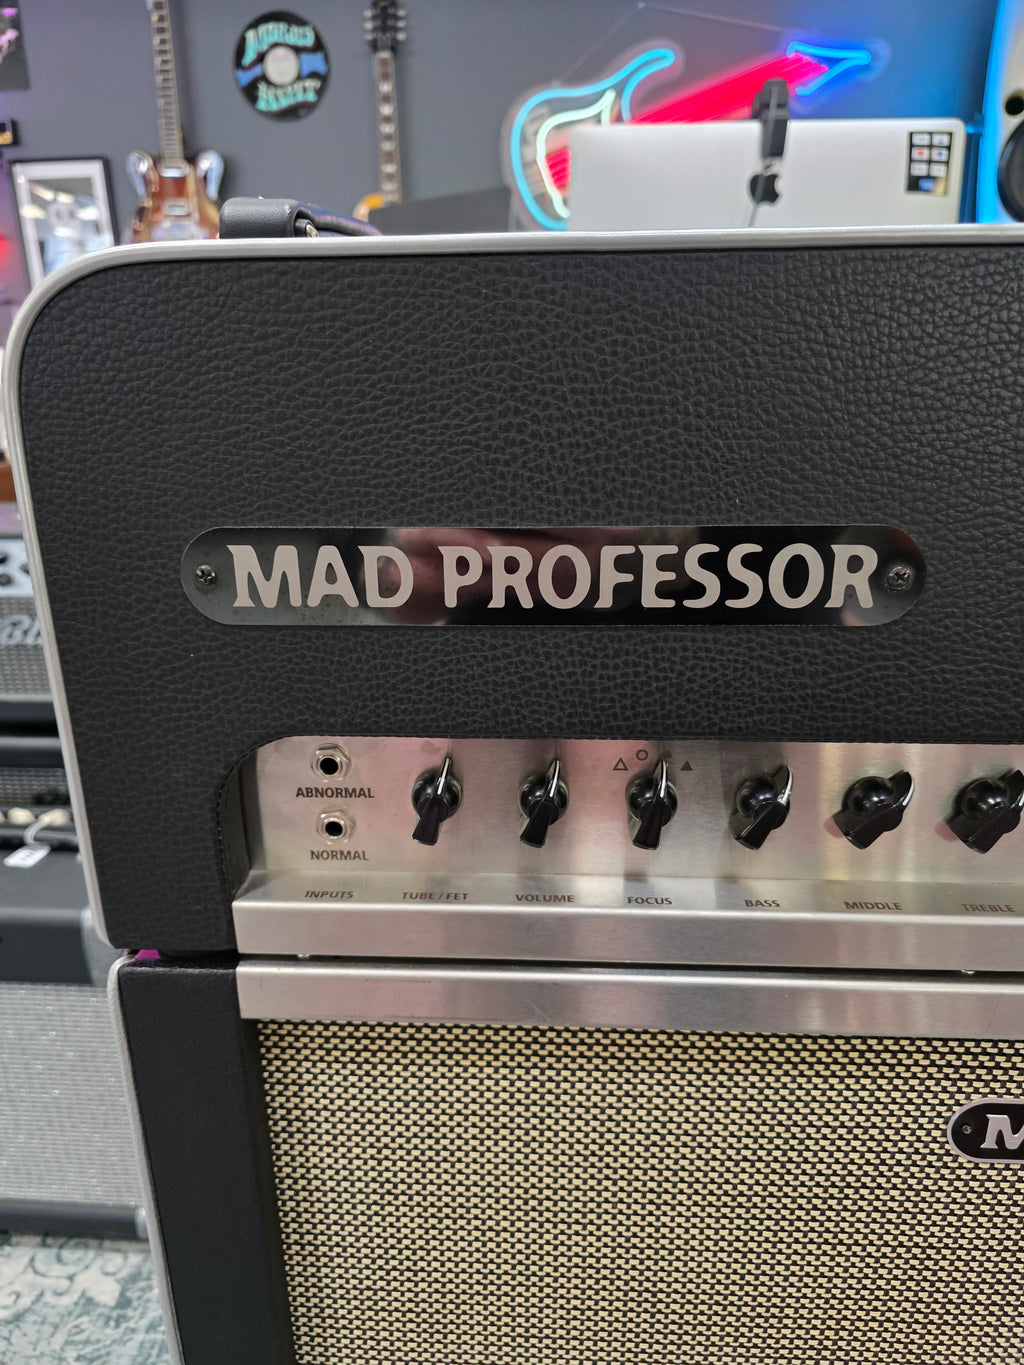 MAD PROFESSOR
ABNORMAL
NORMAL
INPUTS TUBE / FET VOLUME FOCUS BASS MIDDLE TREBLE
M